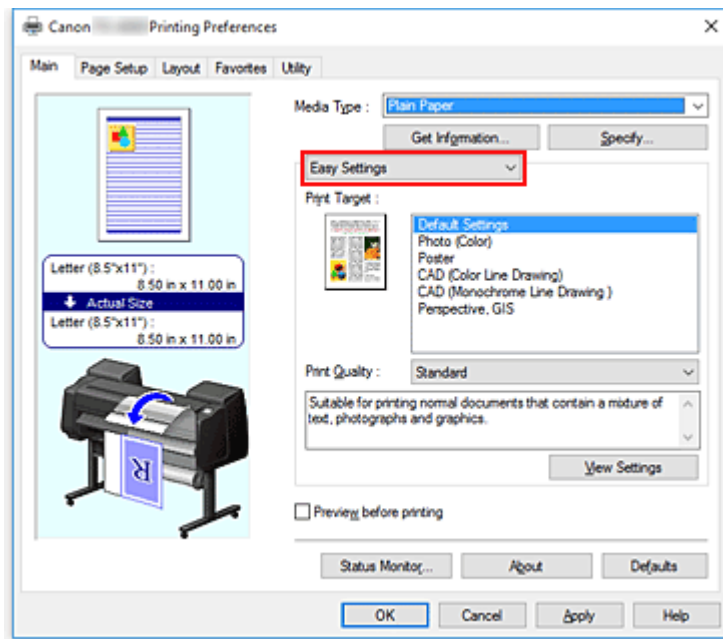 Canon Printing Preferences
Main Page Setup Layout Favorites Utility
Media Type : Plain Paper
Get Information... Specify...
Easy Settings
Print Target :
Default Settings
Photo (Color)
Poster
CAD (Color Line Drawing)
CAD (Monochrome Line Drawing )
Perspective, GIS
Letter (8.5"x11") :
8.50 in x 11.00 in
Actual Size
Letter (8.5"x11") :
8.50 in x 11.00 in
R
Print Quality : Standard
Suitable for printing normal documents that contain a mixture of
text, photographs and graphics.
View Settings
Preview before printing
Status Monitor... About Defaults
OK Cancel Apply Help